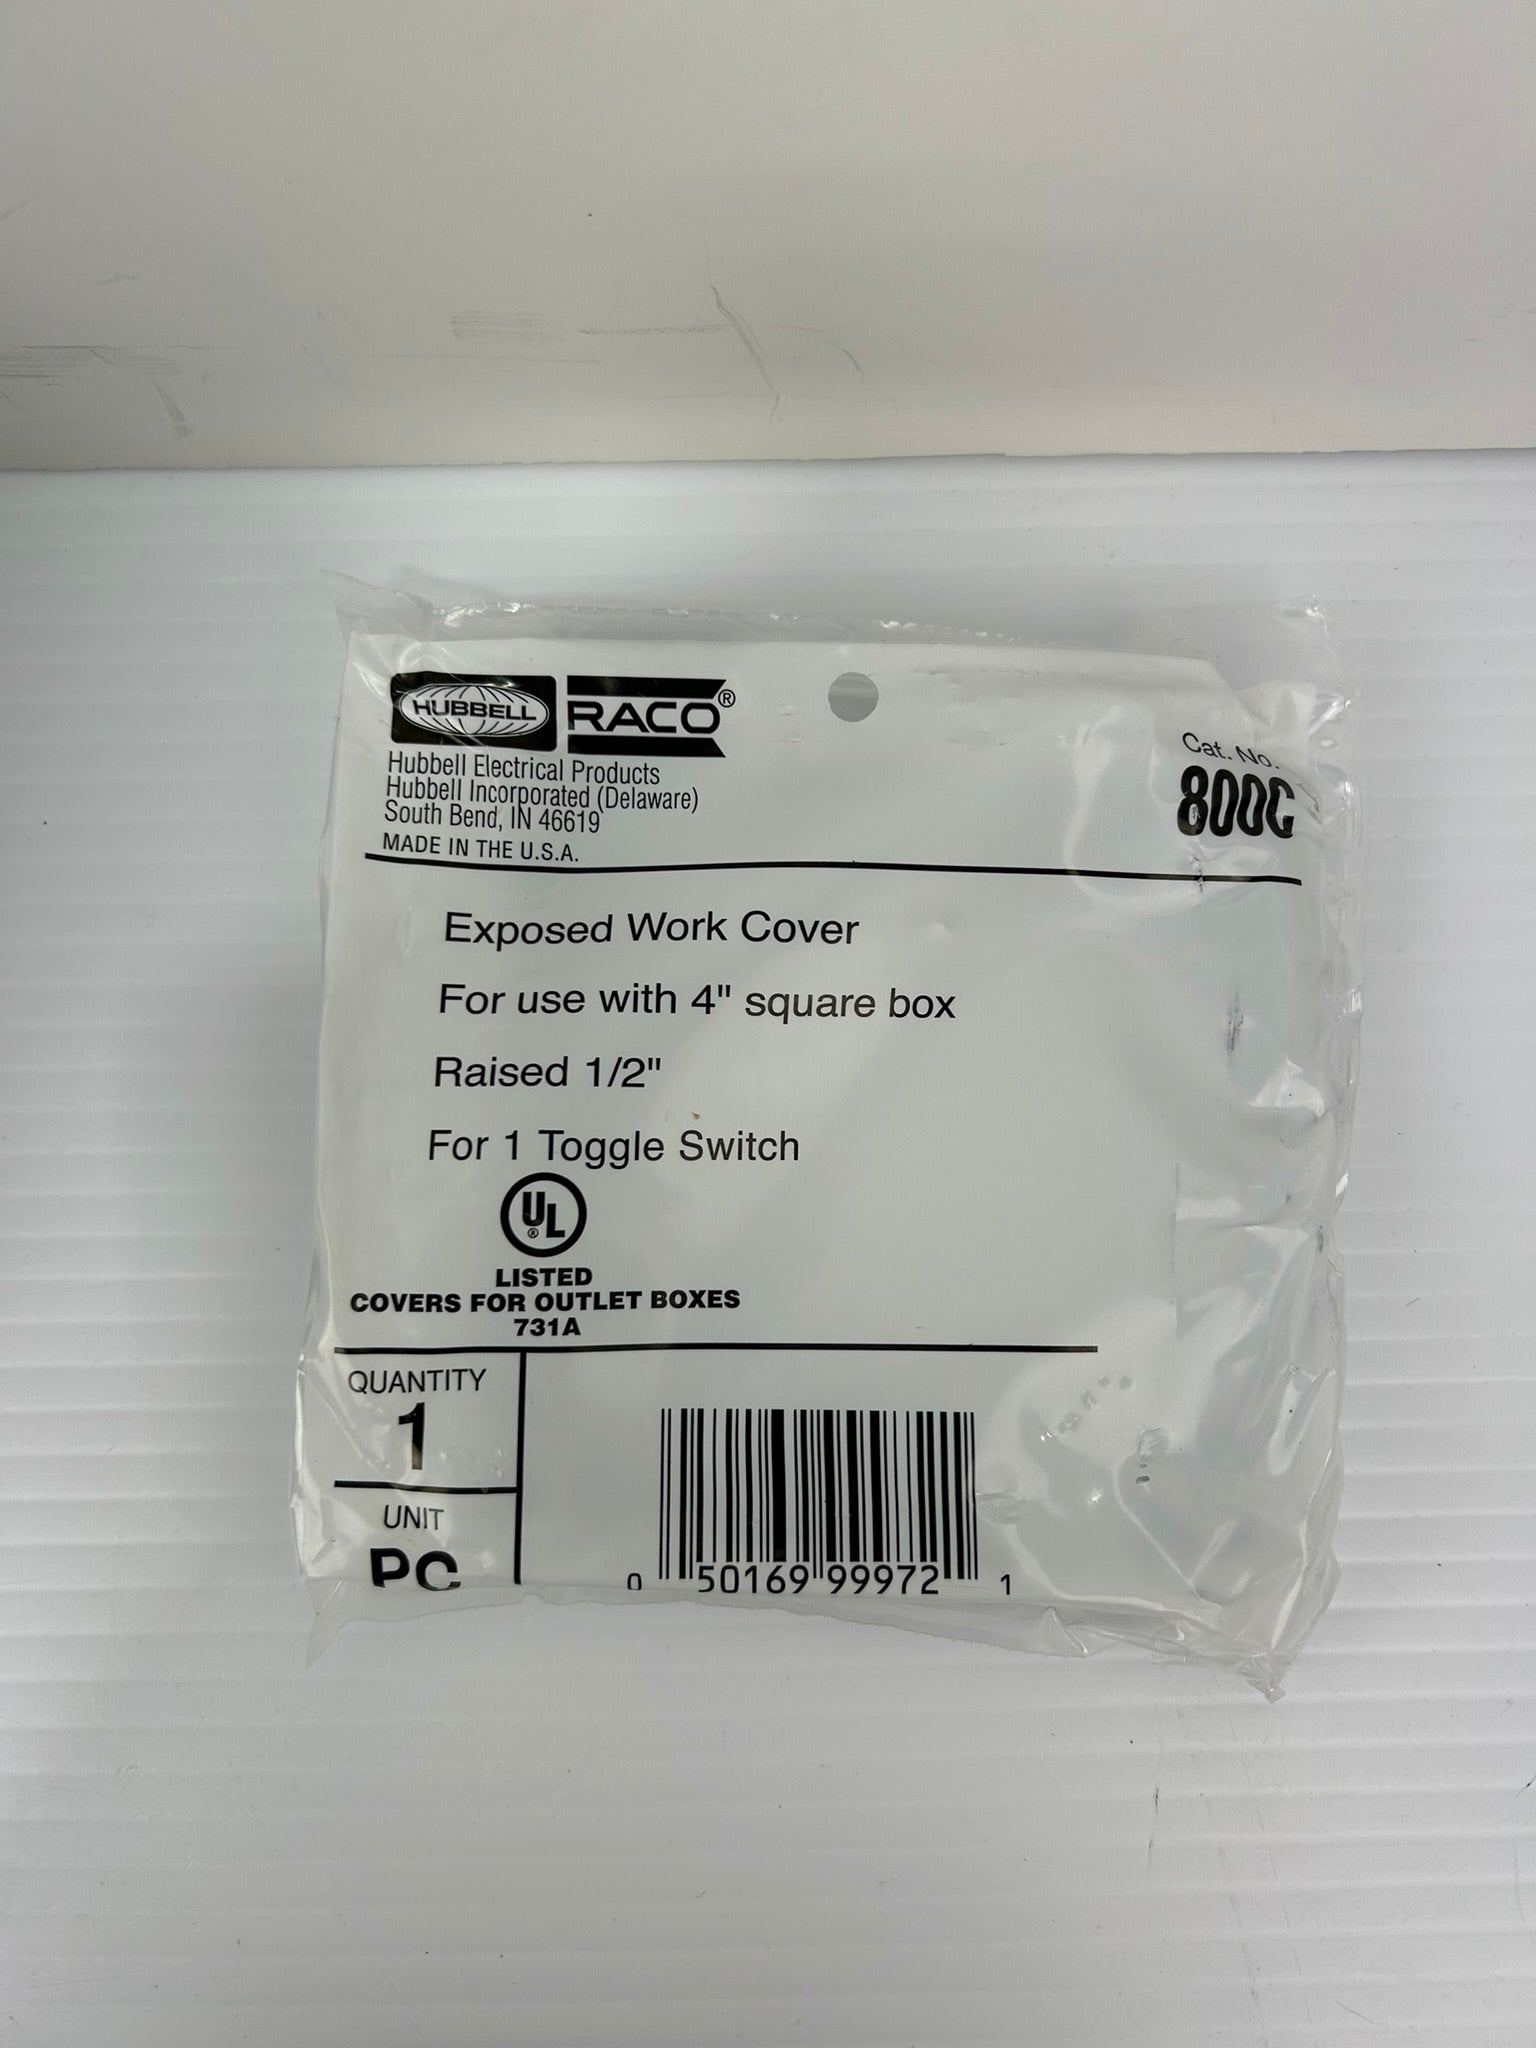 HUBBELL RACO®
Hubbell Electrical Products
Hubbell Incorporated (Delaware)
South Bend, IN 46619
MADE IN THE U.S.A.
Cat. No.
800C
Exposed Work Cover
For use with 4" square box
Raised 1/2"
For 1 Toggle Switch
UL®
LISTED
COVERS FOR OUTLET BOXES
731A
QUANTITY
1
UNIT
PC
0 50169 99972 1